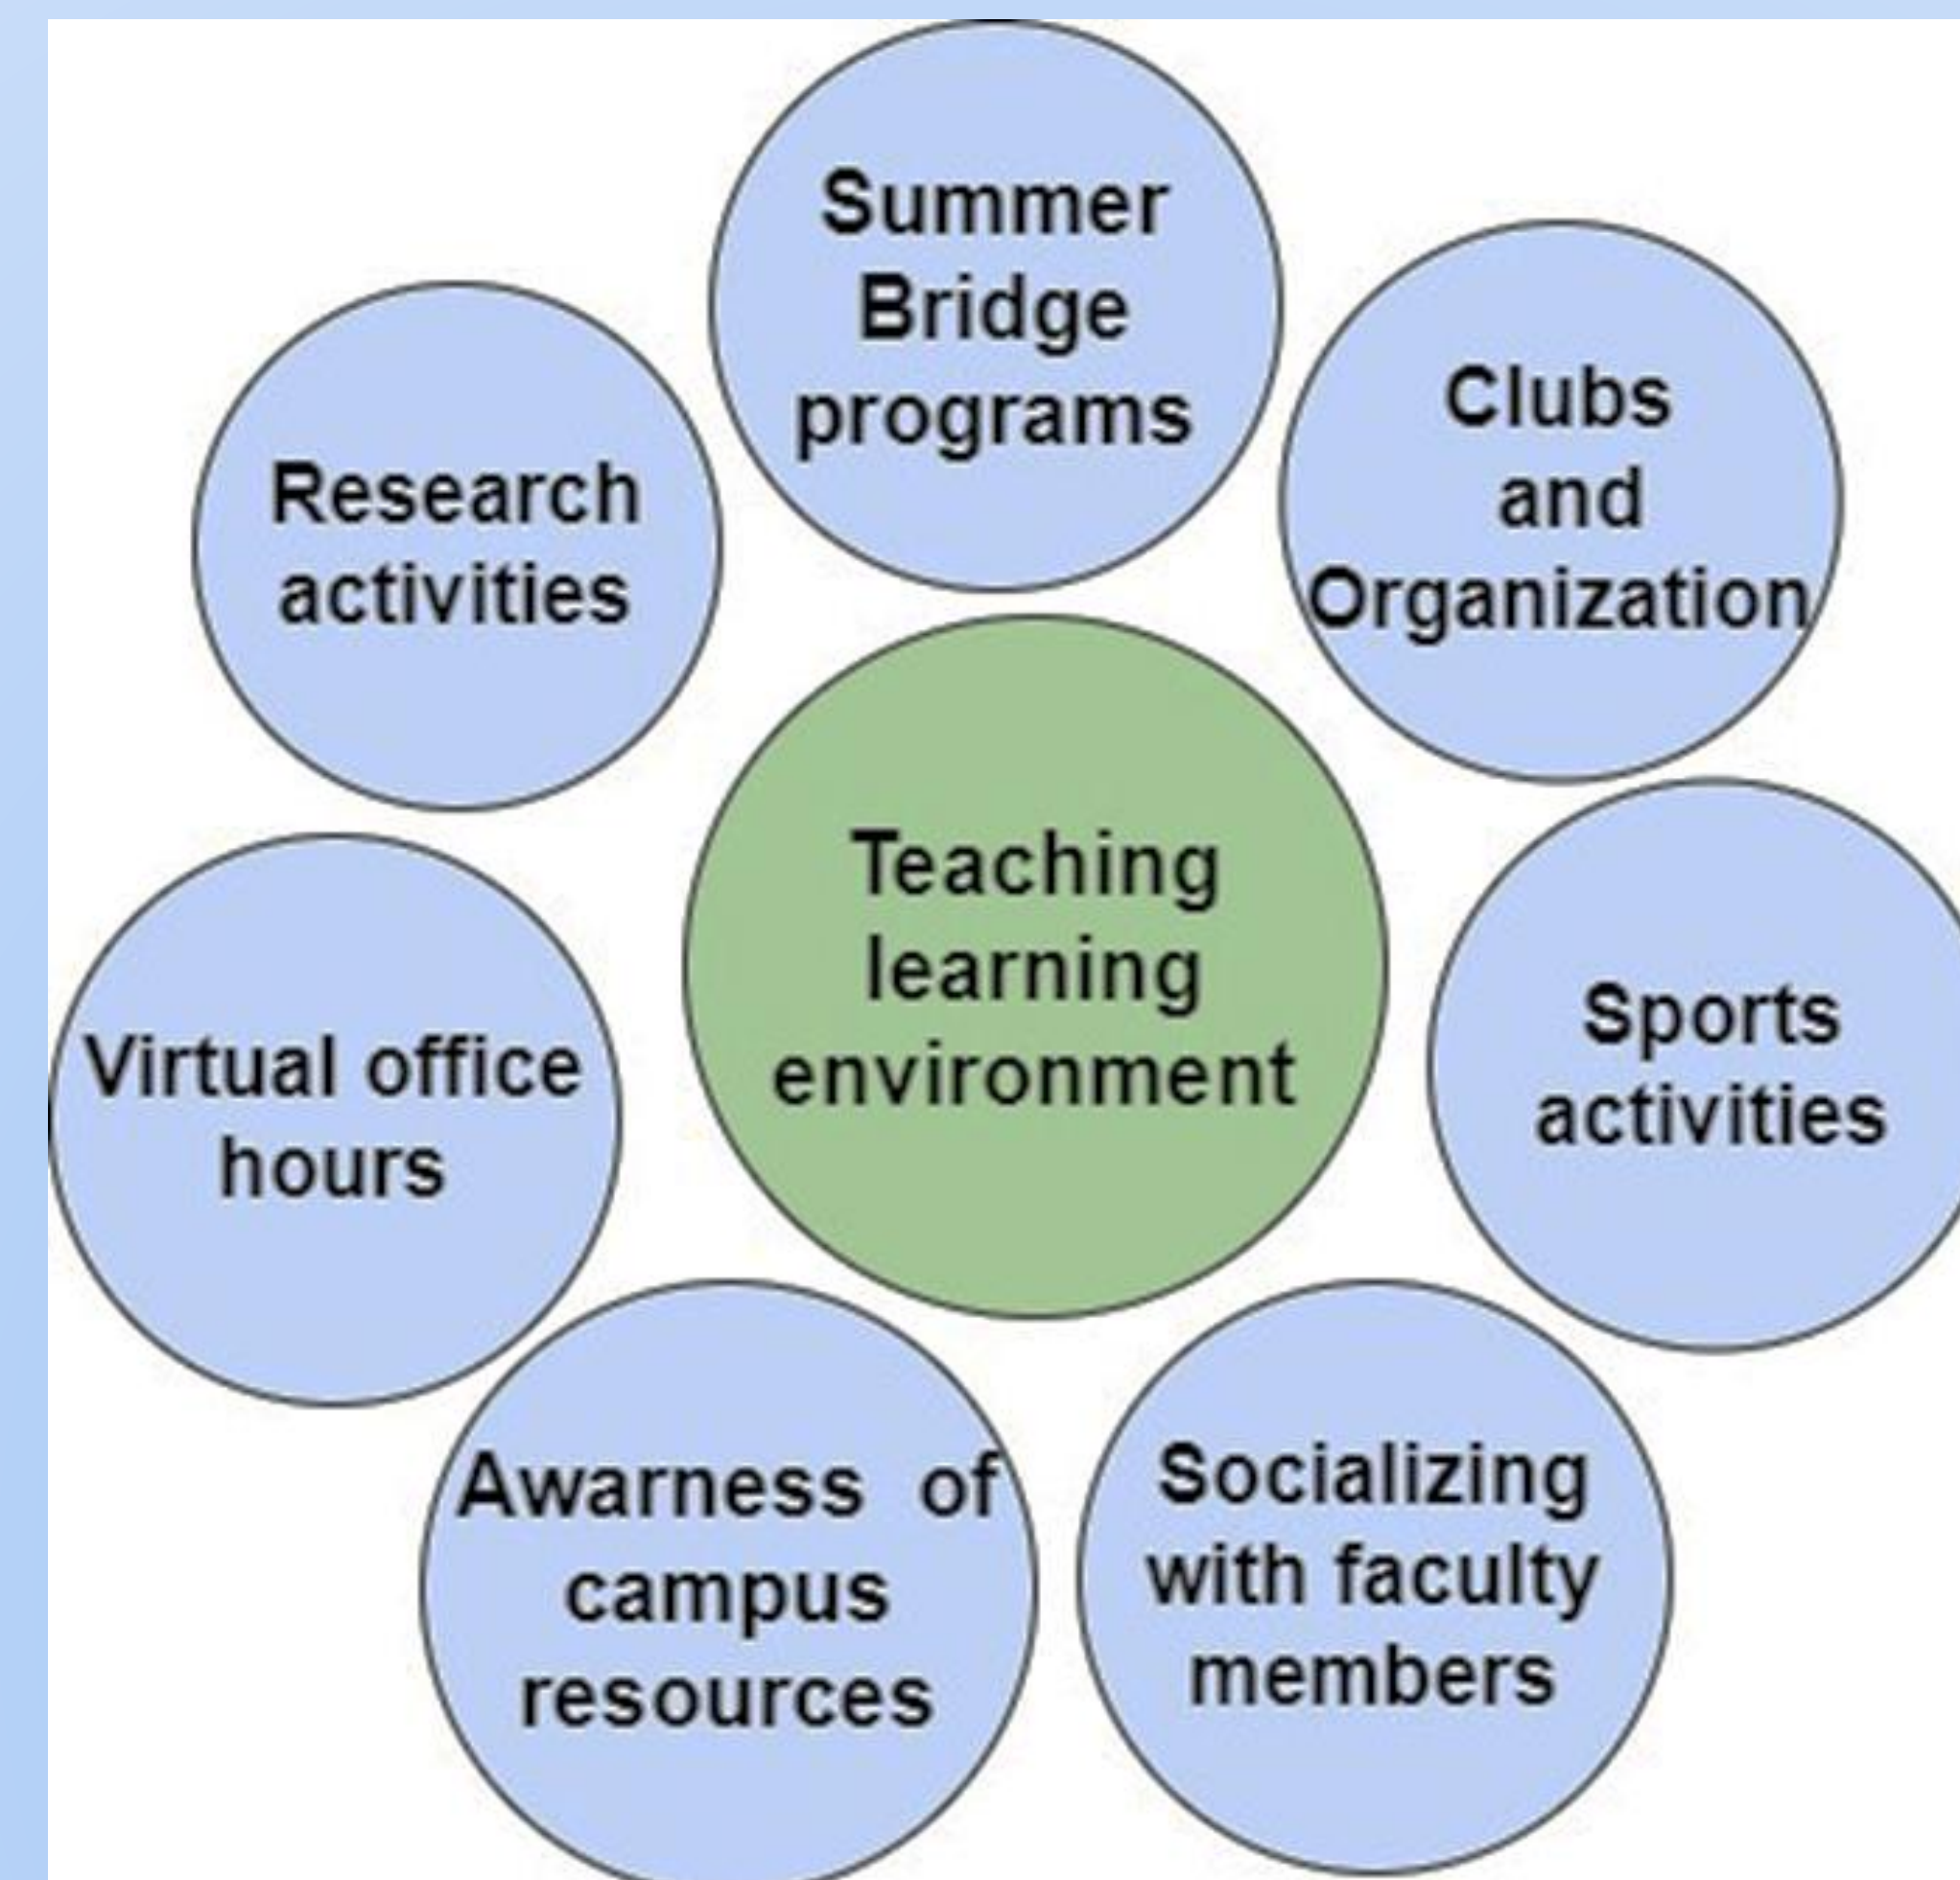 Summer
Bridge
programs
Clubs
and
Organization
Research
activities
Teaching
learning
environment
Sports
activities
Virtual office
hours
Awarness of
campus
resources
Socializing
with faculty
members